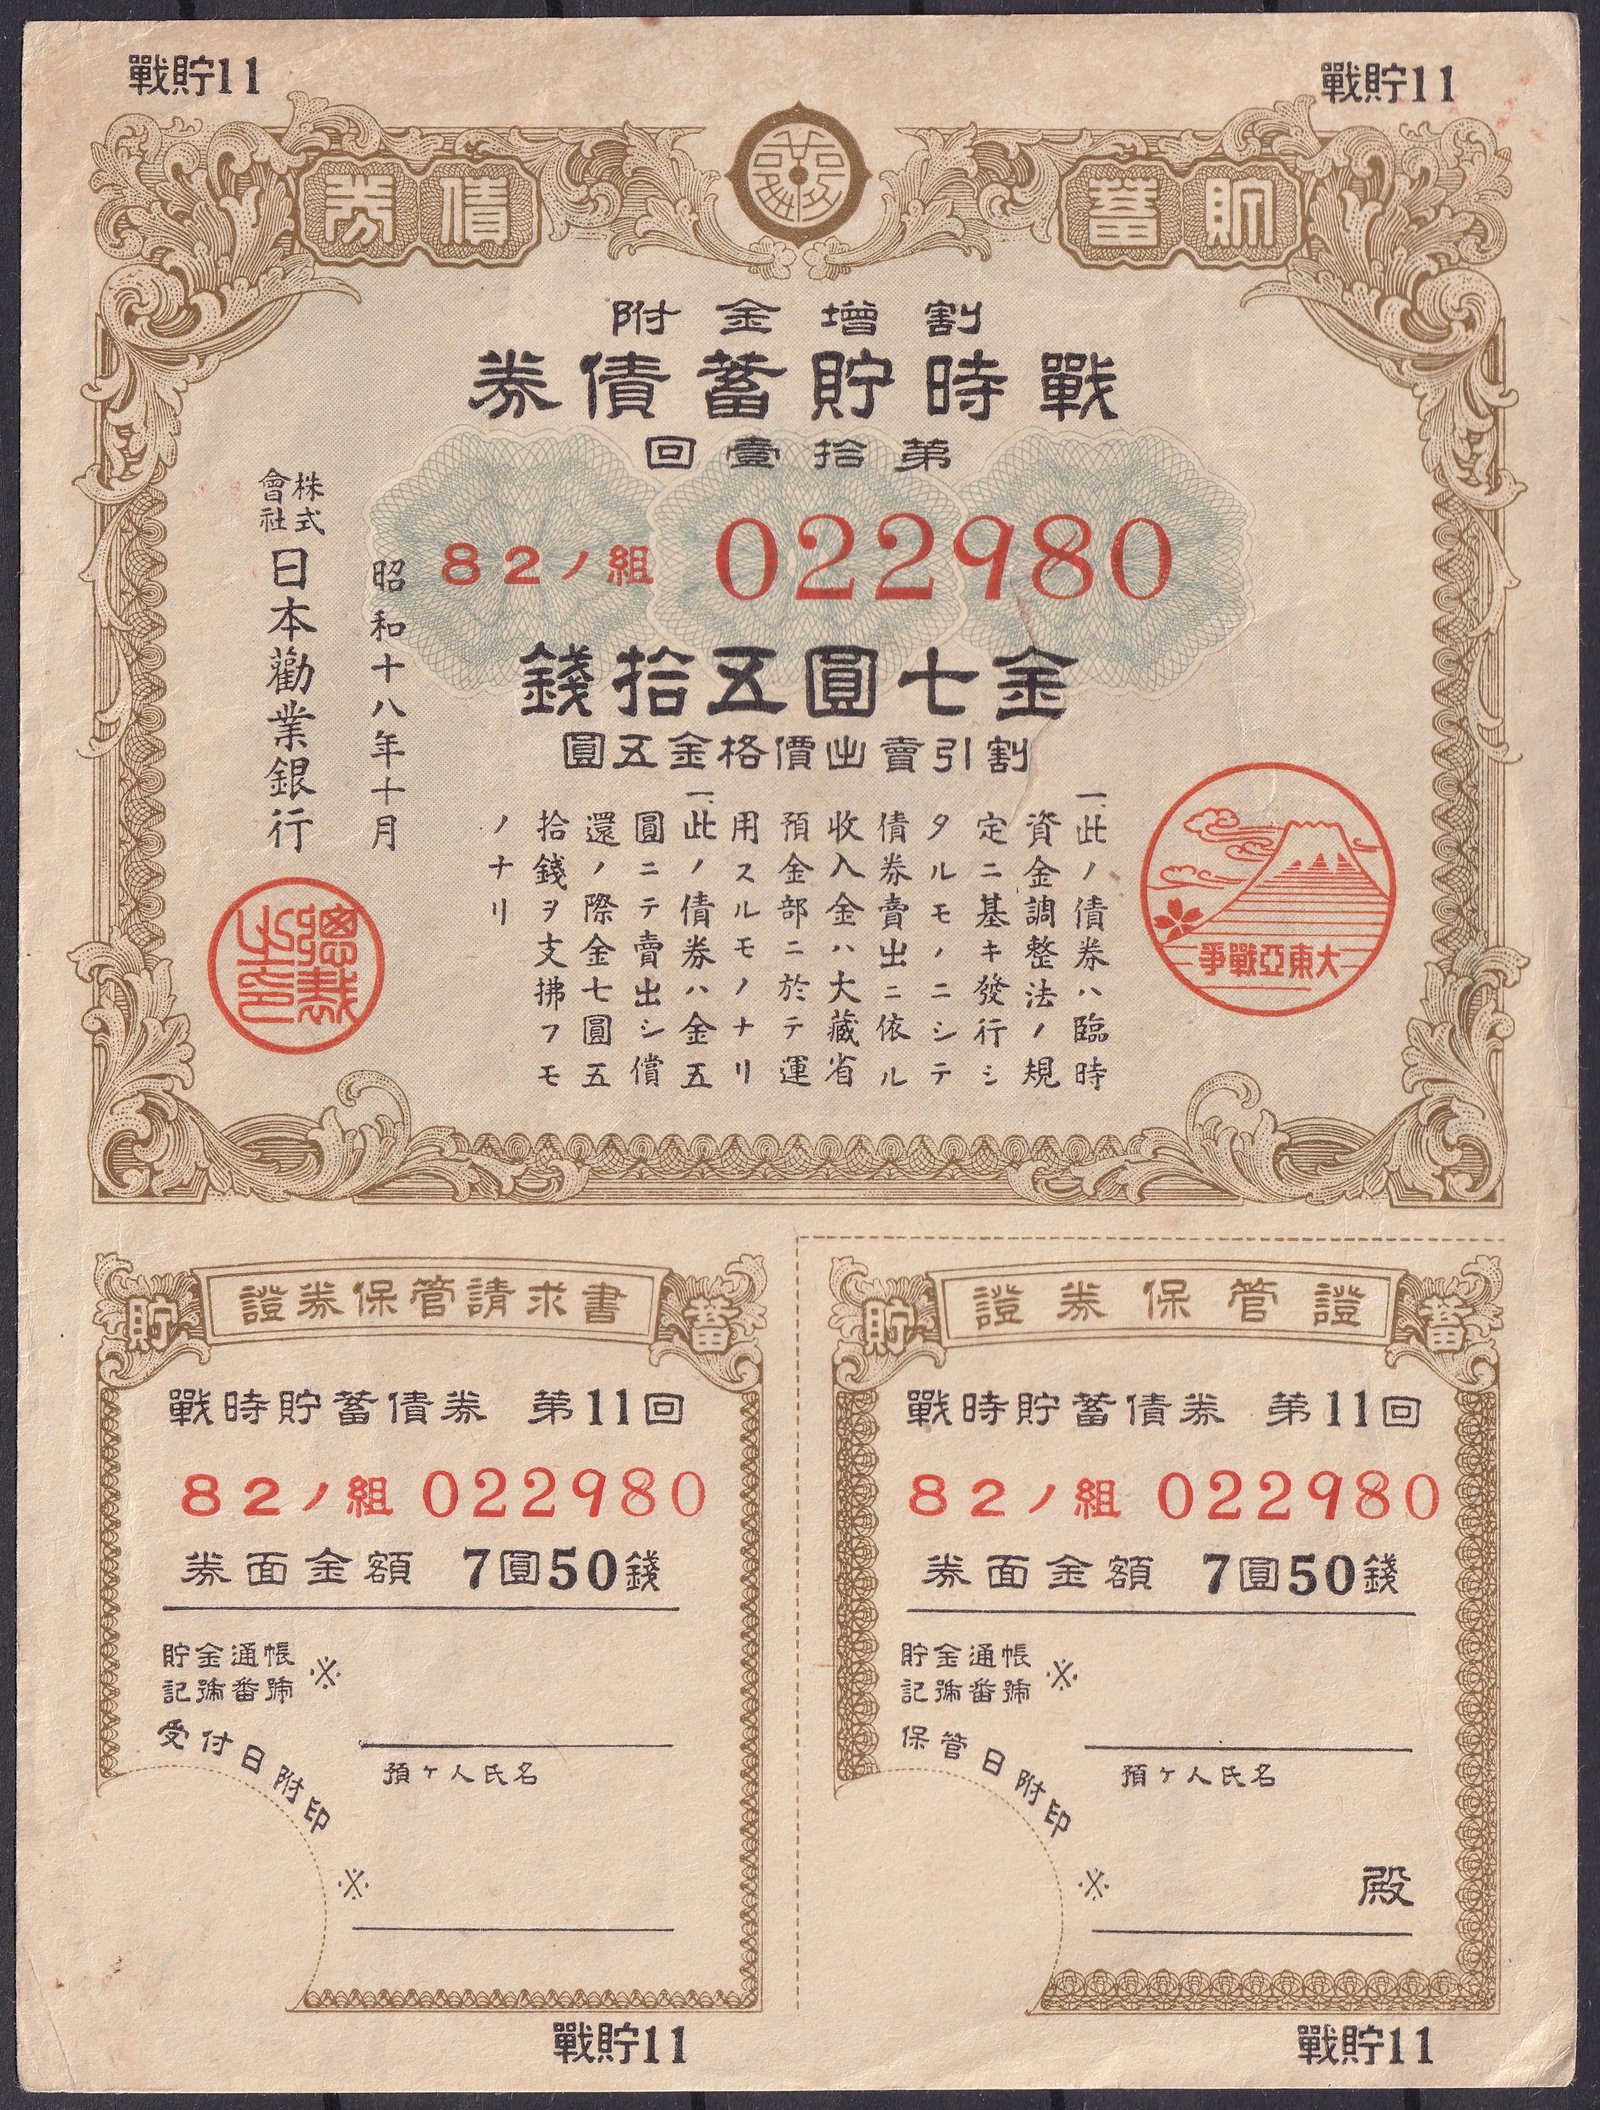 戰貯11
戰貯11
貯蓄
債券
割增金附
戰時貯蓄債券
第拾壹回
82ノ組 022980
金七圓五拾錢
割引賣出價格金五圓
一、此ノ債券ハ臨時
資金調整法ノ規
定ニ基キ發行シ
タルモノニシテ
債券賣出ニ依ル
收入金ハ大藏省
預金部ニ於テ運
用スルモノナリ
一、此ノ債券ハ金五
圓ニテ賣出シ償
還ノ際金七圓五
拾錢ヲ支拂フモ
ノナリ
昭和十八年十月
株式會社日本勸業銀行
總裁之印
大東亞戰爭
證券保管請求書
貯
蓄
戰時貯蓄債券 第11回
82ノ組 022980
券面金額 7圓50錢
貯金通帳
記號番號
※
受付日附印
預ケ人氏名
※
戰貯11
證券保管證
貯
蓄
戰時貯蓄債券 第11回
82ノ組 022980
券面金額 7圓50錢
貯金通帳
記號番號
※
保管日附印
預ケ人氏名
※
殿
戰貯11